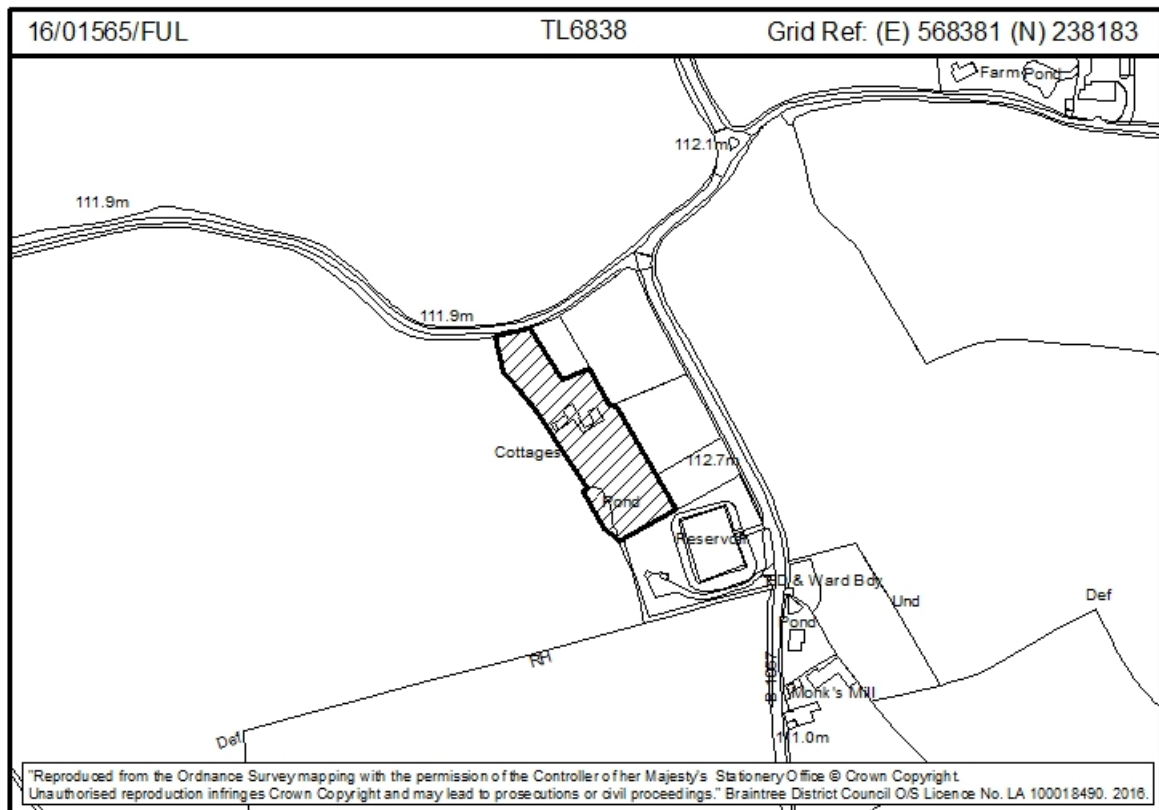 16/01565/FUL TL6838 Grid Ref: (E) 568381 (N) 238183
Farm Pond
112.1m
111.9m
111.9m
Cottages
112.7m
Pond
Reservoir
ED & Ward Bdy
Und
Def
Pond
RH
B 1057
Monk's Mill
Def
111.0m
"Reproduced from the Ordnance Survey mapping with the permission of the Controller of her Majesty's Stationery Office © Crown Copyright.
Unauthorised reproduction infringes Crown Copyright and may lead to prosecutions or civil proceedings." Braintree District Council O/S Licence No. LA 100018490. 2016.